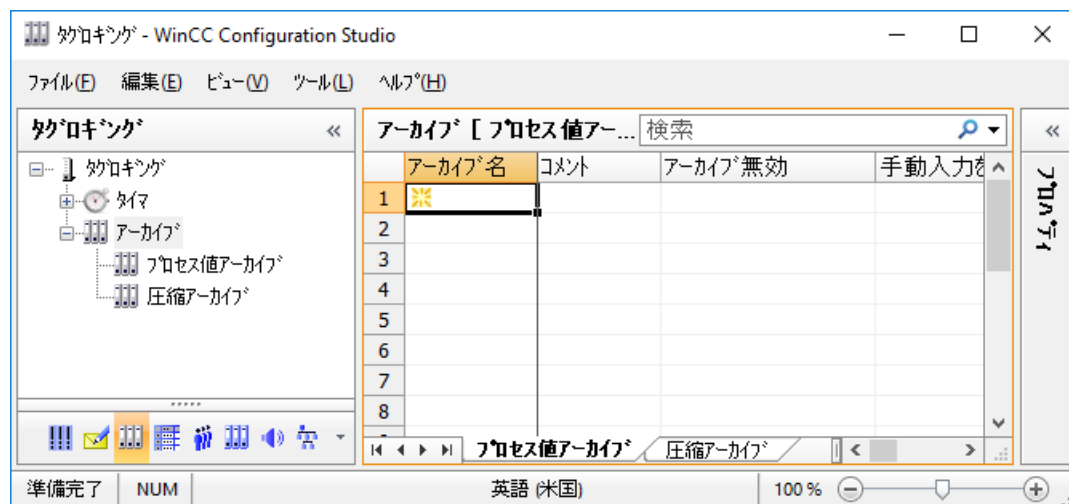 ﾀｸﾞﾛｷﾞﾝｸﾞ - WinCC Configuration Studio
ﾌｧｲﾙ(F) 編集(E) ﾋﾞｭｰ(V) ﾂｰﾙ(L) ﾍﾙﾌﾟ(H)
ﾀｸﾞﾛｷﾞﾝｸﾞ «
ﾀｸﾞﾛｷﾞﾝｸﾞ
ﾀｲﾏ
ｱｰｶｲﾌﾞ
ﾌﾟﾛｾｽ値ｱｰｶｲﾌﾞ
圧縮ｱｰｶｲﾌﾞ
ｱｰｶｲﾌﾞ [ ﾌﾟﾛｾｽ値ｱｰ... 検索
ｱｰｶｲﾌﾞ名 ｺﾒﾝﾄ ｱｰｶｲﾌﾞ無効 手動入力を
1
2
3
4
5
6
7
8
ﾌﾟﾛｾｽ値ｱｰｶｲﾌﾞ 圧縮ｱｰｶｲﾌﾞ
«
ﾌﾟﾛﾊﾟﾃｨ
準備完了 NUM 英語 (米国) 100 %